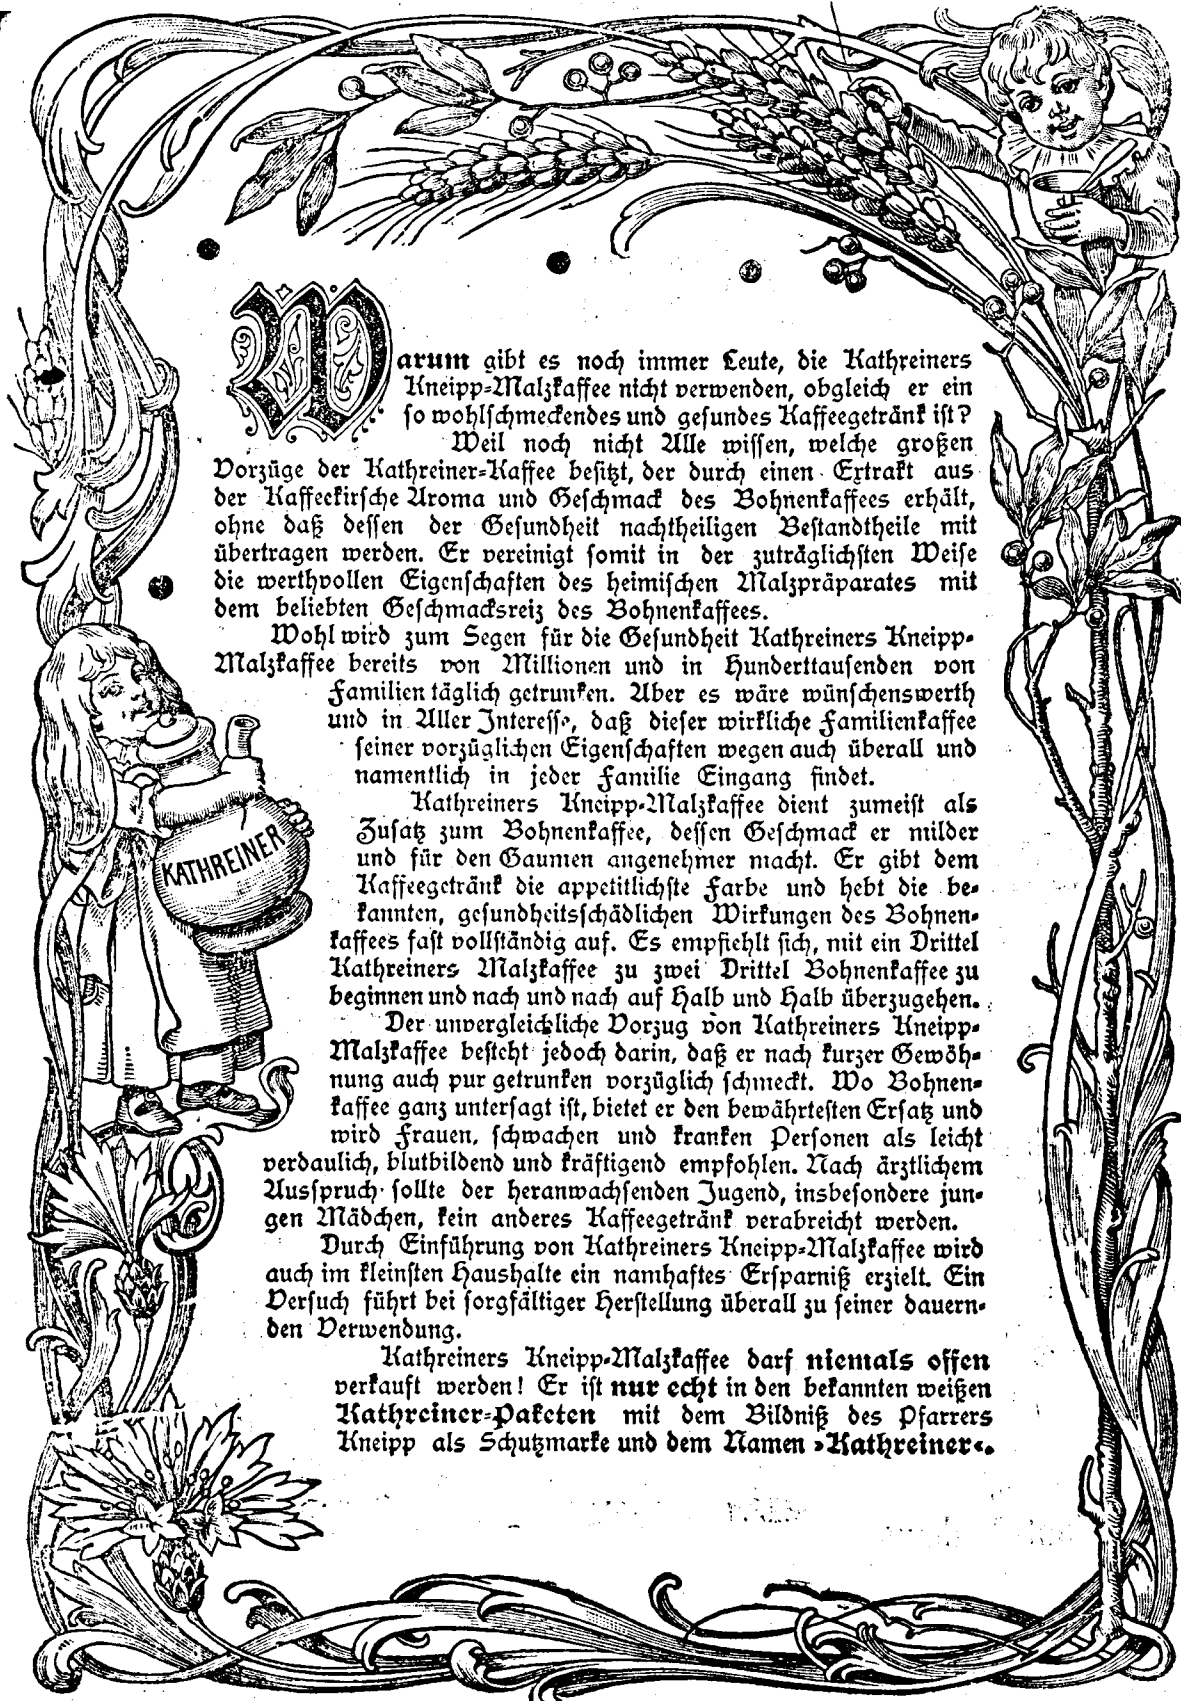 Warum gibt es noch immer Leute, die Kathreiners
Kneipp-Malzkaffee nicht verwenden, obgleich er ein
so wohlschmeckendes und gesundes Kaffeegetränk ist?
Weil noch nicht Alle wissen, welche großen
Vorzüge der Kathreiner-Kaffee besitzt, der durch einen Extrakt aus
der Kaffeekirsche Aroma und Geschmack des Bohnenkaffees erhält,
ohne daß dessen der Gesundheit nachtheiligen Bestandtheile mit
übertragen werden. Er vereinigt somit in der zuträglichsten Weise
die werthvollen Eigenschaften des heimischen Malzpräparates mit
dem beliebten Geschmacksreiz des Bohnenkaffees.
Wohl wird zum Segen für die Gesundheit Kathreiners Kneipp-
Malzkaffee bereits von Millionen und in Hunderttausenden von
Familien täglich getrunken. Aber es wäre wünschenswerth
und in Aller Interesse, daß dieser wirkliche Familienkaffee
seiner vorzüglichen Eigenschaften wegen auch überall und
namentlich in jeder Familie Eingang findet.
Kathreiners Kneipp-Malzkaffee dient zumeist als
Zusatz zum Bohnenkaffee, dessen Geschmack er milder
und für den Gaumen angenehmer macht. Er gibt dem
Kaffeegetränk die appetitlichste Farbe und hebt die be-
kannten, gesundheitsschädlichen Wirkungen des Bohnen-
kaffees fast vollständig auf. Es empfiehlt sich, mit ein Drittel
Kathreiners Malzkaffee zu zwei Drittel Bohnenkaffee zu
beginnen und nach und nach auf Halb und Halb überzugehen.
Der unvergleichliche Vorzug von Kathreiners Kneipp-
Malzkaffee besteht jedoch darin, daß er nach kurzer Gewöh-
nung auch pur getrunken vorzüglich schmeckt. Wo Bohnen-
kaffee ganz untersagt ist, bietet er den bewährtesten Ersatz und
wird Frauen, schwachen und kranken Personen als leicht
verdaulich, blutbildend und kräftigend empfohlen. Nach ärztlichem
Ausspruch sollte der heranwachsenden Jugend, insbesondere jun-
gen Mädchen, kein anderes Kaffeegetränk verabreicht werden.
Durch Einführung von Kathreiners Kneipp-Malzkaffee wird
auch im kleinsten Haushalte ein namhaftes Ersparniß erzielt. Ein
Versuch führt bei sorgfältiger Herstellung überall zu seiner dauern-
den Verwendung.
Kathreiners Kneipp-Malzkaffee darf niemals offen
verkauft werden! Er ist nur echt in den bekannten weißen
Kathreiner-Paketen mit dem Bildniß des Pfarrers
Kneipp als Schutzmarke und dem Namen »Kathreiner«.
KATHREINER